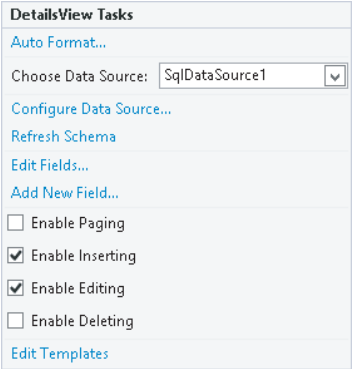 DetailsView Tasks
Auto Format...
Choose Data Source: SqlDataSource1
Configure Data Source...
Refresh Schema
Edit Fields...
Add New Field...
Enable Paging
Enable Inserting
Enable Editing
Enable Deleting
Edit Templates